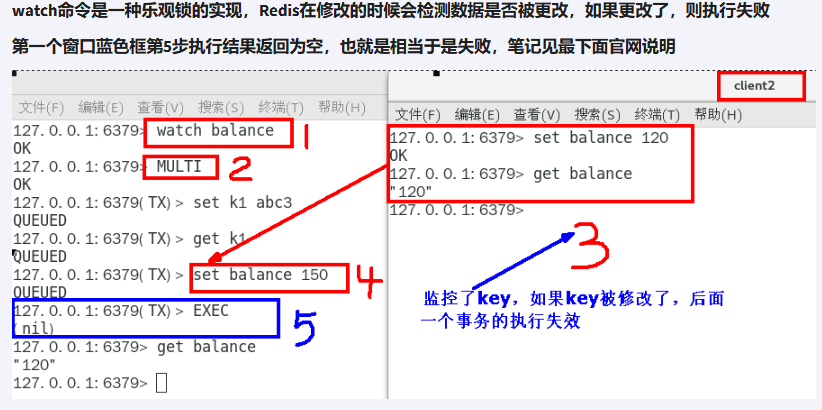 watch命令是一种乐观锁的实现，Redis在修改的时候会检测数据是否被更改，如果更改了，则执行失败
第一个窗口蓝色框第5步执行结果返回为空，也就是相当于是失败，笔记见最下面官网说明
文件(F) 编辑(E) 查看(V) 搜索(S) 终端(T) 帮助(H)
127.0.0.1:6379> watch balance
1
OK
127.0.0.1:6379> MULTI
2
OK
127.0.0.1:6379(TX)> set k1 abc3
QUEUED
127.0.0.1:6379(TX)> get k1
QUEUED
127.0.0.1:6379(TX)> set balance 150
4
QUEUED
127.0.0.1:6379(TX)> EXEC
5
(nil)
127.0.0.1:6379> get balance
"120"
127.0.0.1:6379>
client2
文件(F) 编辑(E) 查看(V) 搜索(S) 终端(T) 帮助(H)
127.0.0.1:6379> set balance 120
OK
127.0.0.1:6379> get balance
"120"
127.0.0.1:6379>
3
监控了key，如果key被修改了，后面
一个事务的执行失效